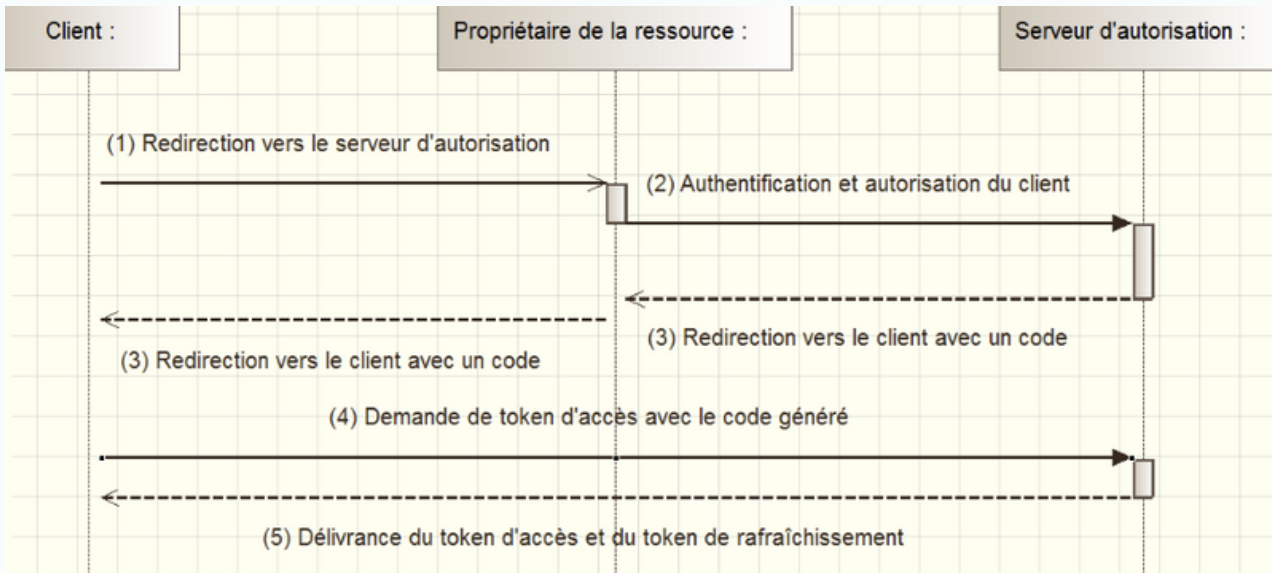 Client :
Propriétaire de la ressource :
Serveur d'autorisation :
(1) Redirection vers le serveur d'autorisation
(2) Authentification et autorisation du client
(3) Redirection vers le client avec un code
(3) Redirection vers le client avec un code
(4) Demande de token d'accès avec le code généré
(5) Délivrance du token d'accès et du token de rafraîchissement